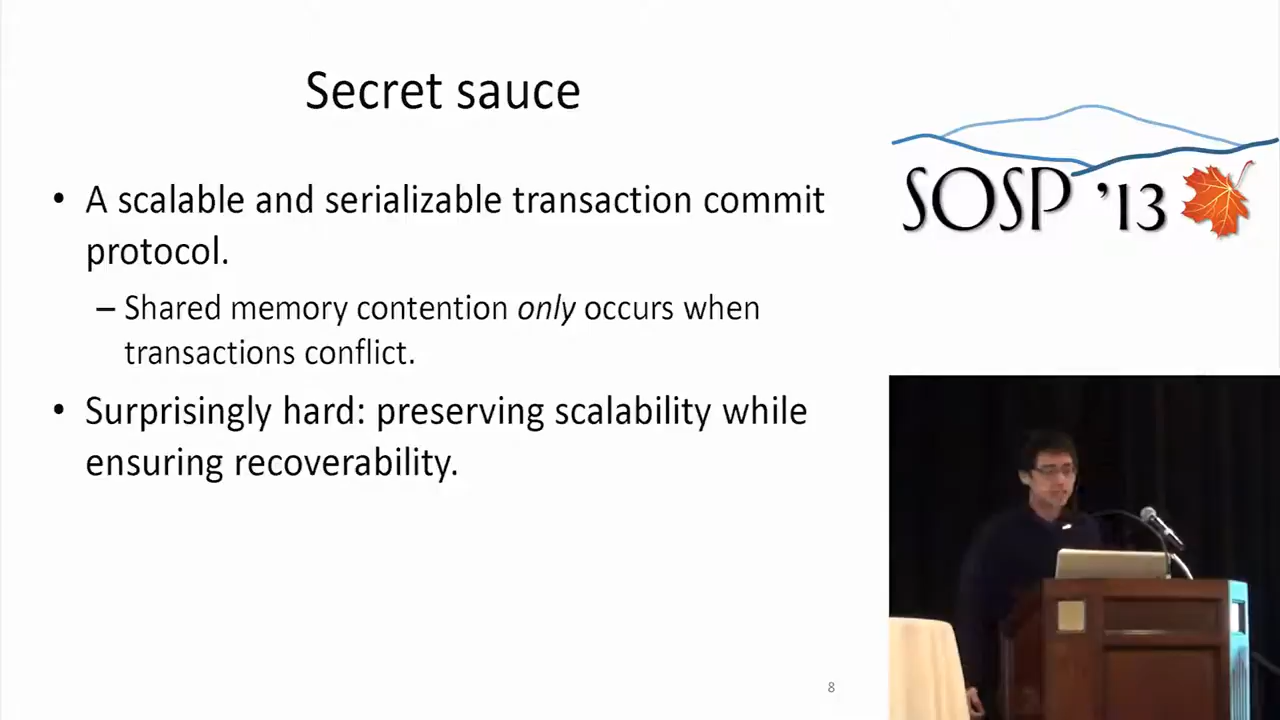 Secret sauce
• A scalable and serializable transaction commit
protocol.
– Shared memory contention only occurs when
transactions conflict.
• Surprisingly hard: preserving scalability while
ensuring recoverability.
8
SOSP '13